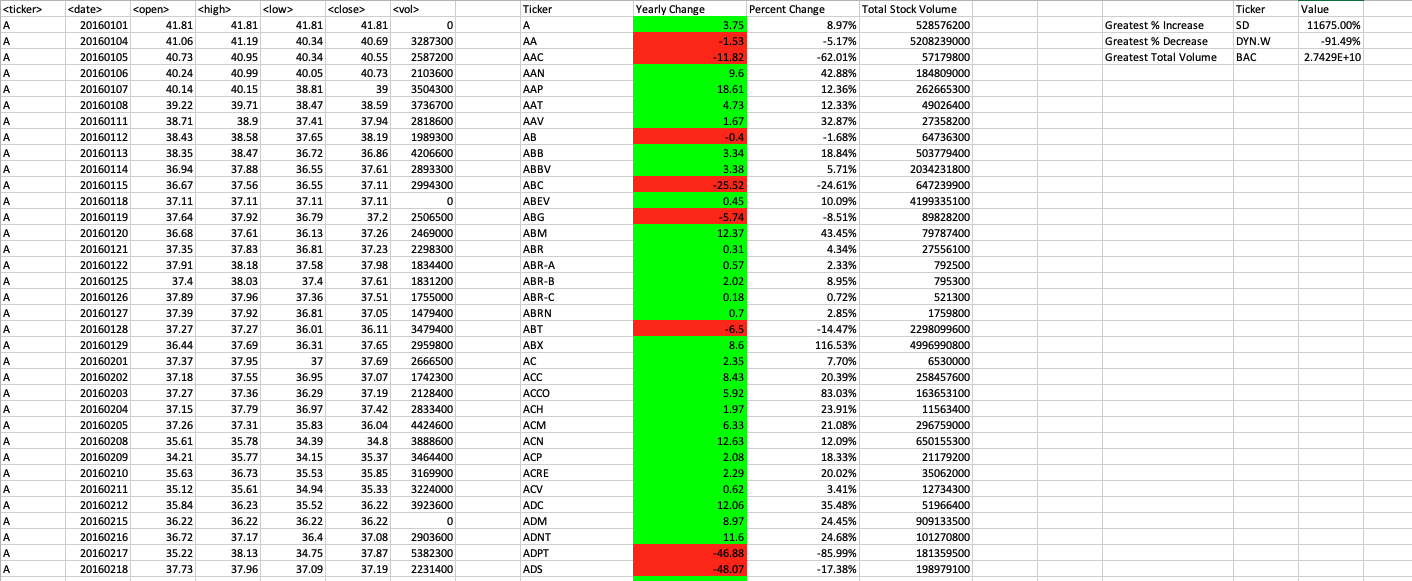 <ticker> <date> <open> <high> <low> <close> <vol> Ticker Yearly Change Percent Change Total Stock Volume Ticker Value
A 20160101 41.81 41.81 41.81 41.81 0 A 3.75 8.97% 528576200 Greatest % Increase SD 11675.00%
A 20160104 41.06 41.19 40.34 40.69 3287300 AA -1.53 -5.17% 5208239000 Greatest % Decrease DYN.W -91.49%
A 20160105 40.73 40.95 40.34 40.55 2587200 AAC -11.82 -62.01% 57179800 Greatest Total Volume BAC 2.7429E+10
A 20160106 40.24 40.99 40.05 40.73 2103600 AAN 9.6 42.88% 184809000
A 20160107 40.14 40.15 38.81 39 3504300 AAP 18.61 12.36% 262665300
A 20160108 39.22 39.71 38.47 38.59 3736700 AAT 4.73 12.33% 49026400
A 20160111 38.71 38.9 37.41 37.94 2818600 AAV 1.67 32.87% 27358200
A 20160112 38.43 38.58 37.65 38.19 1989300 AB -0.4 -1.68% 64736300
A 20160113 38.35 38.47 36.72 36.86 4206600 ABB 3.34 18.84% 503779400
A 20160114 36.94 37.88 36.55 37.61 2893300 ABBV 3.38 5.71% 2034231800
A 20160115 36.67 37.56 36.55 37.11 2994300 ABC -25.52 -24.61% 647239900
A 20160118 37.11 37.11 37.11 37.11 0 ABEV 0.45 10.09% 4199335100
A 20160119 37.64 37.92 36.79 37.2 2506500 ABG -5.74 -8.51% 89828200
A 20160120 36.68 37.61 36.13 37.26 2469000 ABM 12.37 43.45% 79787400
A 20160121 37.35 37.83 36.81 37.23 2298300 ABR 0.31 4.34% 27556100
A 20160122 37.91 38.18 37.58 37.98 1834400 ABR-A 0.57 2.33% 792500
A 20160125 37.4 38.03 37.4 37.61 1831200 ABR-B 2.02 8.95% 795300
A 20160126 37.89 37.96 37.36 37.51 1755000 ABR-C 0.18 0.72% 521300
A 20160127 37.39 37.92 36.81 37.05 1479400 ABRN 0.7 2.85% 1759800
A 20160128 37.27 37.27 36.01 36.11 3479400 ABT -6.5 -14.47% 2298099600
A 20160129 36.44 37.69 36.31 37.65 2959800 ABX 8.6 116.53% 4996990800
A 20160201 37.37 37.95 37 37.69 2666500 AC 2.35 7.70% 6530000
A 20160202 37.18 37.55 36.95 37.07 1742300 ACC 8.43 20.39% 258457600
A 20160203 37.27 37.36 36.29 37.19 2128400 ACCO 5.92 83.03% 163653100
A 20160204 37.15 37.79 36.97 37.42 2833400 ACH 1.97 23.91% 11563400
A 20160205 37.26 37.31 35.83 36.04 4424600 ACM 6.33 21.08% 296759000
A 20160208 35.61 35.78 34.39 34.8 3888600 ACN 12.63 12.09% 650155300
A 20160209 34.21 35.77 34.15 35.37 3464400 ACP 2.08 18.33% 21179200
A 20160210 35.63 36.73 35.53 35.85 3169900 ACRE 2.29 20.02% 35062000
A 20160211 35.12 35.61 34.94 35.33 3224000 ACV 0.62 3.41% 12734300
A 20160212 35.84 36.23 35.52 36.22 3923600 ADC 12.06 35.48% 51966400
A 20160215 36.22 36.22 36.22 36.22 0 ADM 8.97 24.45% 909133500
A 20160216 36.72 37.17 36.4 37.08 2903600 ADNT 11.6 24.68% 101270800
A 20160217 35.22 38.13 34.75 37.87 5382300 ADPT -46.88 -85.99% 181359500
A 20160218 37.73 37.96 37.09 37.19 2231400 ADS -48.07 -17.38% 198979100